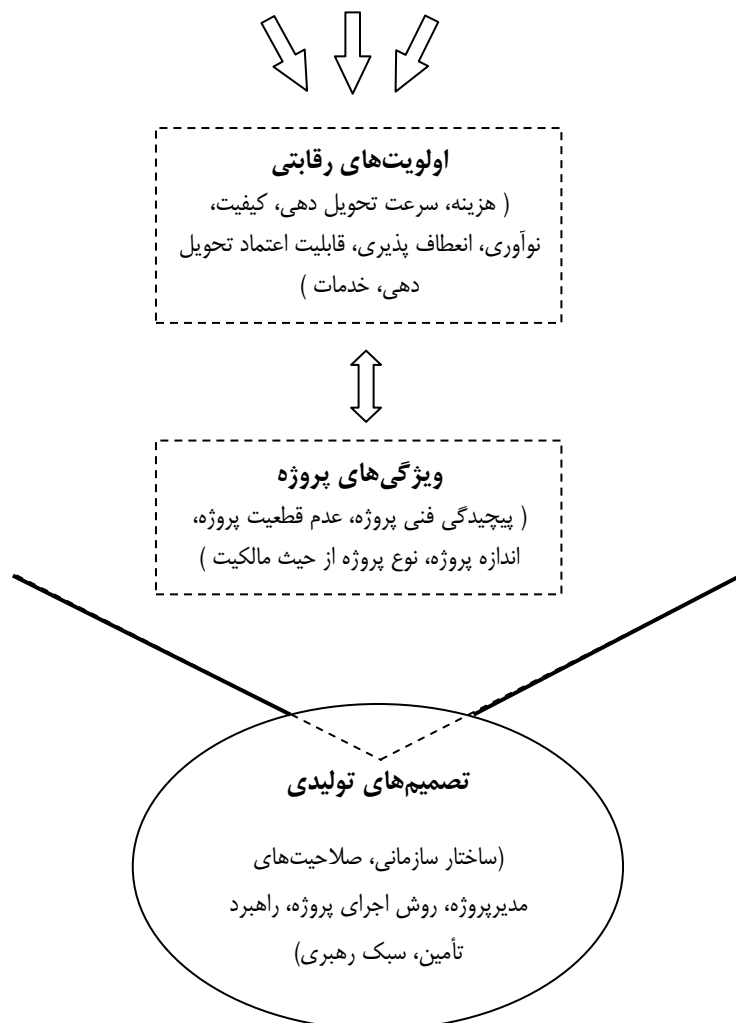 اولویت‌های رقابتی
( هزینه، سرعت تحویل دهی، کیفیت،
نوآوری، انعطاف پذیری، قابلیت اعتماد تحویل
دهی، خدمات )
ویژگی‌های پروژه
( پیچیدگی فنی پروژه، عدم قطعیت پروژه،
اندازه پروژه، نوع پروژه از حیث مالکیت )
تصمیم‌های تولیدی
(ساختار سازمانی، صلاحیت‌های
مدیرپروژه، روش اجرای پروژه، راهبرد
تأمین، سبک رهبری)